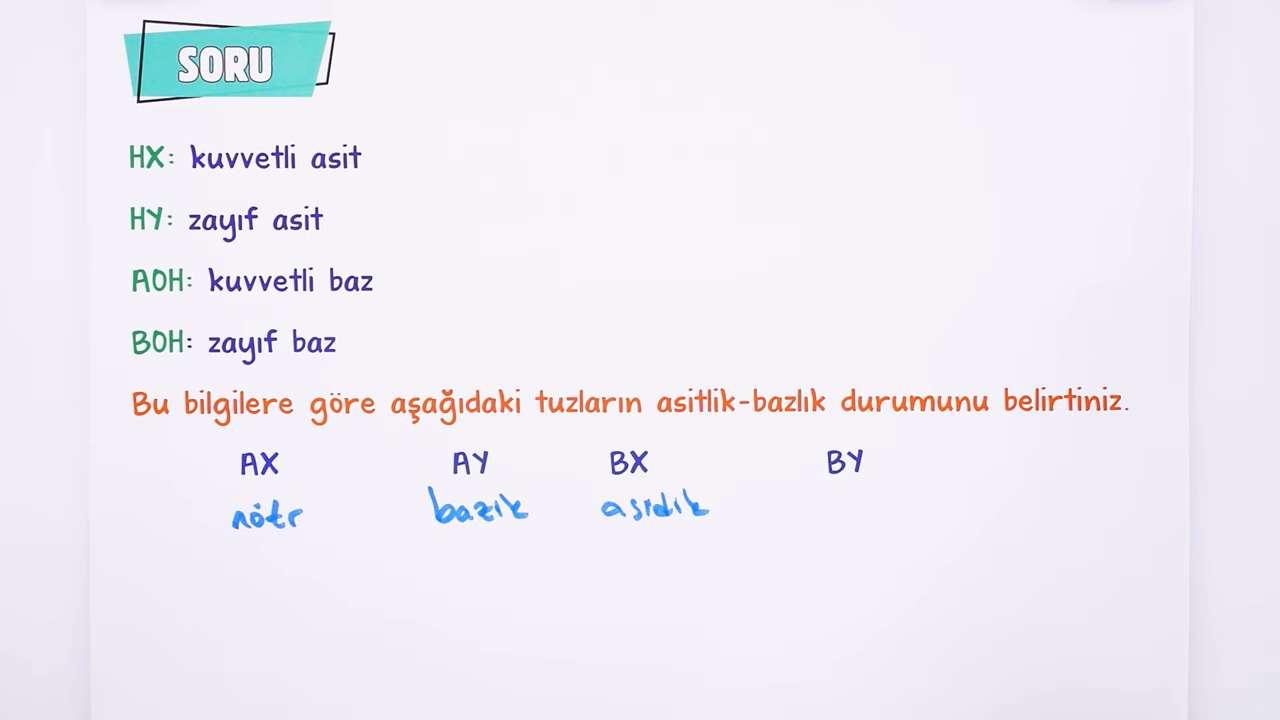 SORU
HX: kuvvetli asit
HY: zayıf asit
AOH: kuvvetli baz
BOH: zayıf baz
Bu bilgilere göre aşağıdaki tuzların asitlik-bazlık durumunu belirtiniz.
AX AY BX BY
nötr bazik asidik